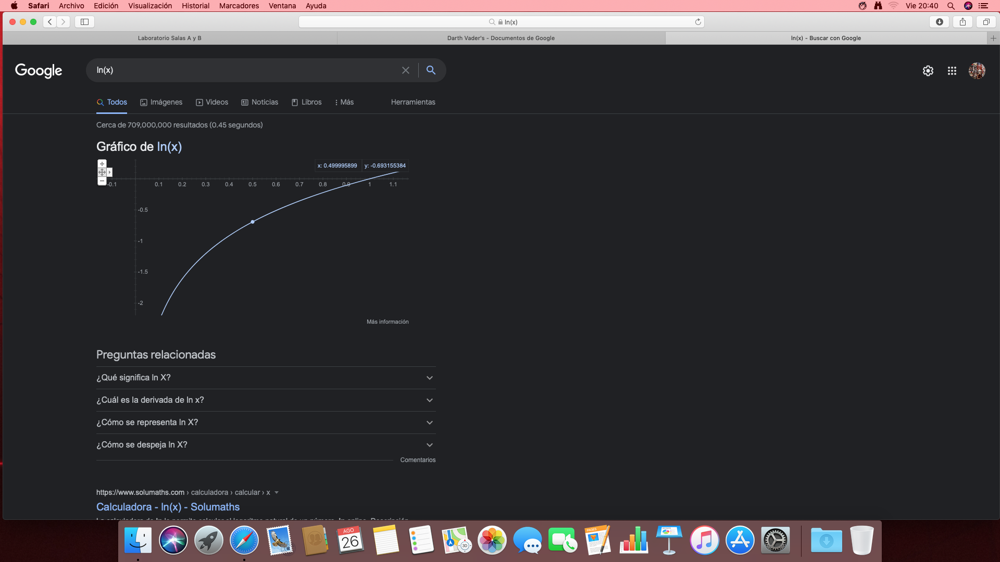 Safari Archivo Edición Visualización Historial Marcadores Ventana Ayuda Vie 20:40
ln(x)
Laboratorio Salas A y B Darth Vader's - Documentos de Google ln(x) - Buscar con Google
Google ln(x)
Todos Imágenes Videos Noticias Libros Más Herramientas
Cerca de 709,000,000 resultados (0.45 segundos)
Gráfico de ln(x)
x: 0.499995899 y: -0.693155384
-0.1 0.1 0.2 0.3 0.4 0.5 0.6 0.7 0.8 0.9 1 1.1
-0.5
-1
-1.5
-2
Más información
Preguntas relacionadas
¿Qué significa ln X?
¿Cuál es la derivada de ln x?
¿Cómo se representa ln X?
¿Cómo se despeja ln X?
Comentarios
https://www.solumaths.com › calculadora › calcular › x
Calculadora - ln(x) - Solumaths
AGO
26
3D
PAGES